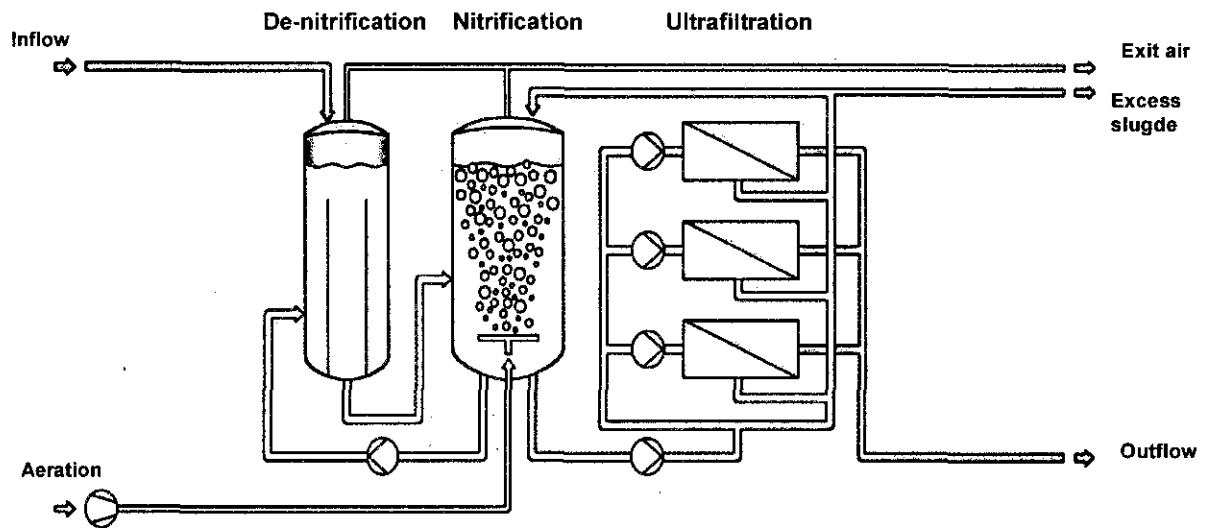 De-nitrification Nitrification Ultrafiltration
Inflow
Exit air
Excess
slugde
Aeration
Outflow